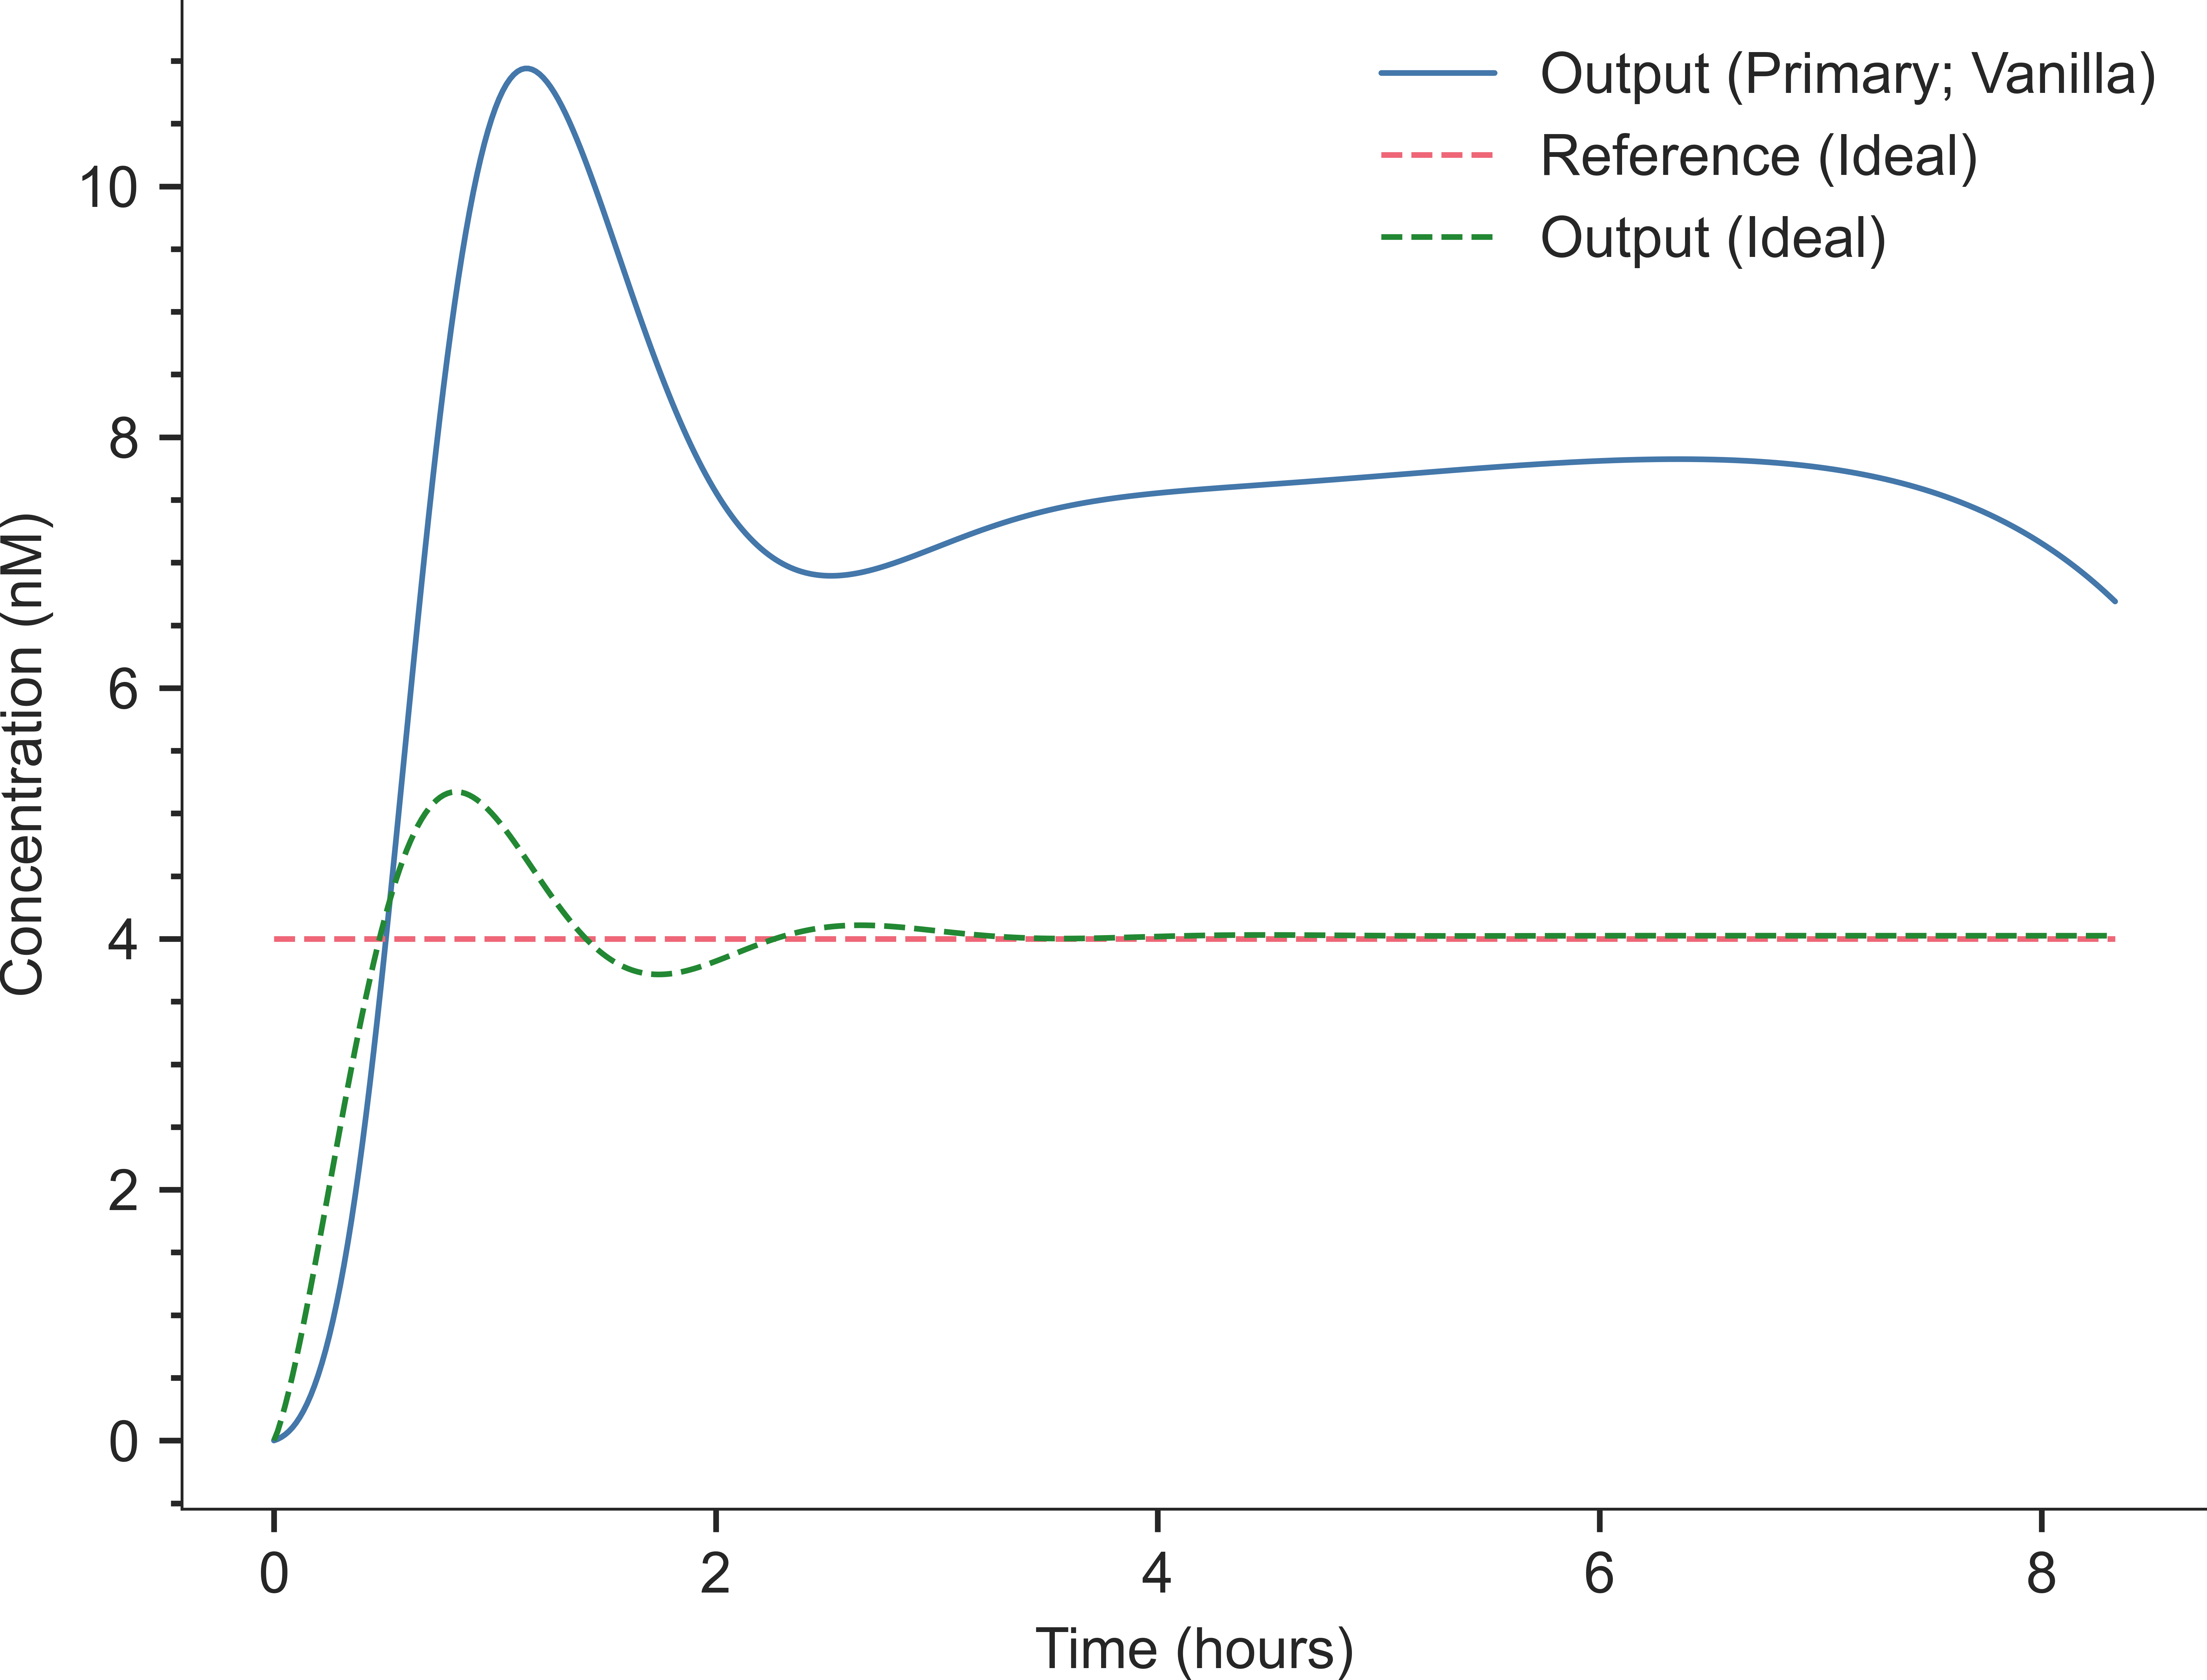 Output (Primary; Vanilla)
Reference (Ideal)
Output (Ideal)
Concentration (nM)
10
8
6
4
2
0
0 2 4 6 8
Time (hours)